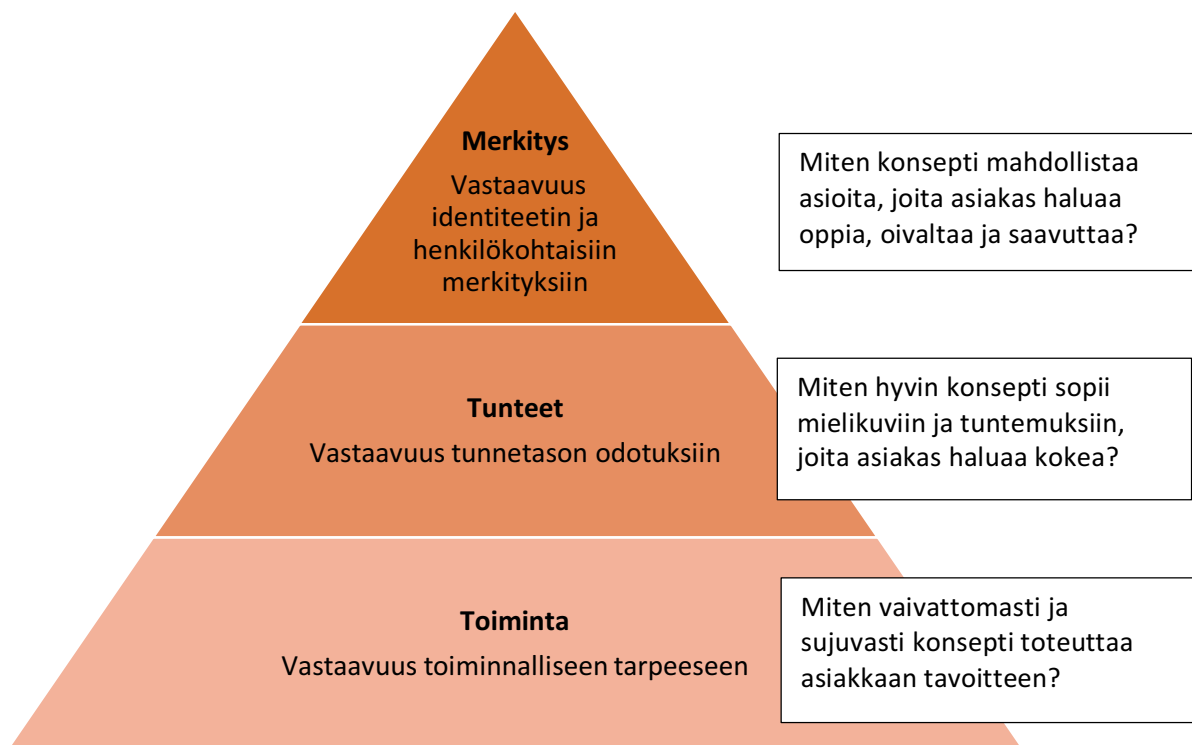 Merkitys
Vastaavuus
identiteetin ja
henkilökohtaisiin
merkityksiin
Miten konsepti mahdollistaa
asioita, joita asiakas haluaa
oppia, oivaltaa ja saavuttaa?
Tunteet
Vastaavuus tunnetason odotuksiin
Miten hyvin konsepti sopii
mielikuviin ja tuntemuksiin,
joita asiakas haluaa kokea?
Toiminta
Vastaavuus toiminnalliseen tarpeeseen
Miten vaivattomasti ja
sujuvasti konsepti toteuttaa
asiakkaan tavoitteen?